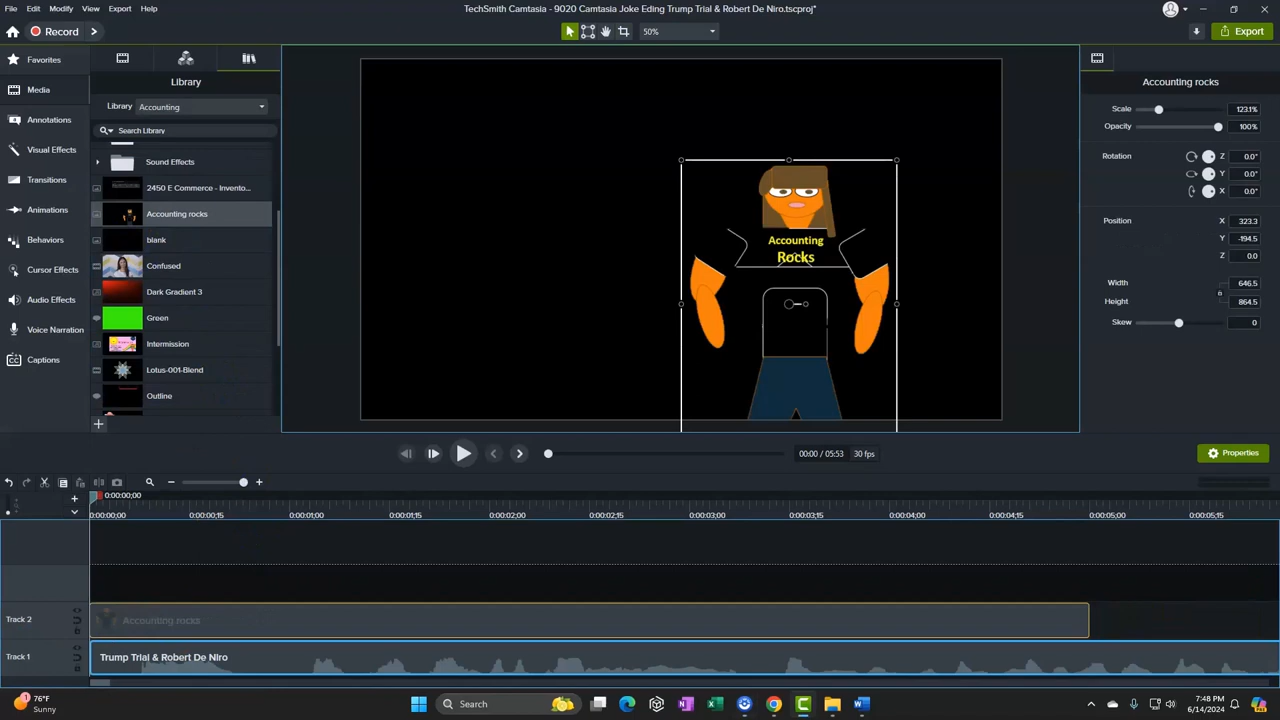 File Edit Modify View Export Help
TechSmith Camtasia - 9020 Camtasia Joke Eding Trump Trial & Robert De Niro.tscproj*
Record
50%
Export
Favorites
Media
Annotations
Visual Effects
Transitions
Animations
Behaviors
Cursor Effects
Audio Effects
Voice Narration
Captions
Library
Library Accounting
Search Library
Sound Effects
2450 E Commerce - Invento...
Accounting rocks
blank
Confused
Dark Gradient 3
Green
Intermission
Lotus-001-Blend
Outline
Accounting
Rocks
Accounting rocks
Scale 123.1%
Opacity 100%
Rotation Z 0.0°
Y 0.0°
X 0.0°
Position X 323.3
Y -194.5
Z 0.0
Width 646.5
Height 864.5
Skew 0
00:00 / 05:53 30 fps
Properties
0:00:00;00
0:00:00;00 0:00:00;15 0:00:01;00 0:00:01;15 0:00:02;00 0:00:02;15 0:00:03;00 0:00:03;15 0:00:04;00 0:00:04;15 0:00:05;00 0:00:05;15
Track 2
Accounting rocks
Track 1
Trump Trial & Robert De Niro
76°F
Sunny
Search
7:48 PM
6/14/2024